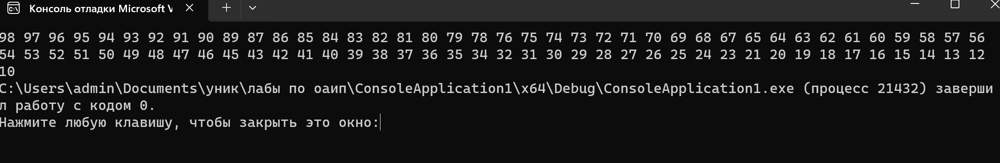 Консоль отладки Microsoft V
98 97 96 95 94 93 92 91 90 89 87 86 85 84 83 82 81 80 79 78 76 75 74 73 72 71 70 69 68 67 65 64 63 62 61 60 59 58 57 56
54 53 52 51 50 49 48 47 46 45 43 42 41 40 39 38 37 36 35 34 32 31 30 29 28 27 26 25 24 23 21 20 19 18 17 16 15 14 13 12
10
C:\Users\admin\Documents\уник\лабы по оаип\ConsoleApplication1\x64\Debug\ConsoleApplication1.exe (процесс 21432) заверши
л работу с кодом 0.
Нажмите любую клавишу, чтобы закрыть это окно: